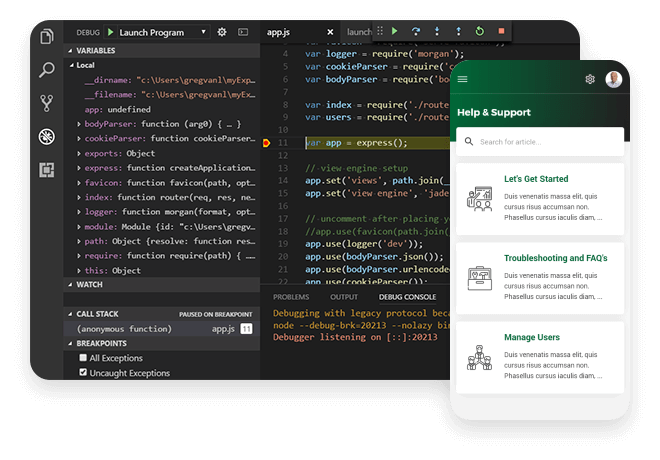 DEBUG
Launch Program
VARIABLES
Local
__dirname: "c:\Users\gregvanl\myExp…
__filename: "c:\Users\gregvanl\myEx…
app: undefined
bodyParser: function (arg0) { … }
cookieParser: function cookieParser…
exports: Object
express: function createApplication…
favicon: function favicon(path, opt…
index: function router(req, res, ne…
logger: function morgan(format, opt…
module: Module {id: "c:\Users\gregv…
path: Object {resolve: function res…
require: function require(path) { ……
this: Object
WATCH
CALL STACK
PAUSED ON BREAKPOINT
(anonymous function)
app.js
11
BREAKPOINTS
All Exceptions
Uncaught Exceptions
app.js
launch
5 var logger = require('morgan');
6 var cookieParser = require('c
7 var bodyParser = require('bo
8
9 var index = require('./route
10 var users = require('./route
10
11 var app = express();
12
13 // view engine setup
14 app.set('views', path.join(_
15 app.set('view engine', 'jade
16
17 // uncomment after placing y
18 //app.use(favicon(path.join(
19 app.use(logger('dev'));
20 app.use(bodyParser.json());
21 app.use(bodyParser.urlencode
22 app.use(cookieParser());
PROBLEMS
OUTPUT
DEBUG CONSOLE
Debugging with legacy protocol beca
node --debug-brk=20213 --nolazy bin
Debugger listening on [::]:20213
Help & Support
Search for article...
Let's Get Started
Duis venenatis massa elit, quis
cursus risus accumsan non.
Phasellus cursus iaculis diam, ...
Troubleshooting and FAQ's
Duis venenatis massa elit, quis
cursus risus accumsan non.
Phasellus cursus iaculis diam, ...
Manage Users
Duis venenatis massa elit, quis
cursus risus accumsan non.
Phasellus cursus iaculis diam, ...